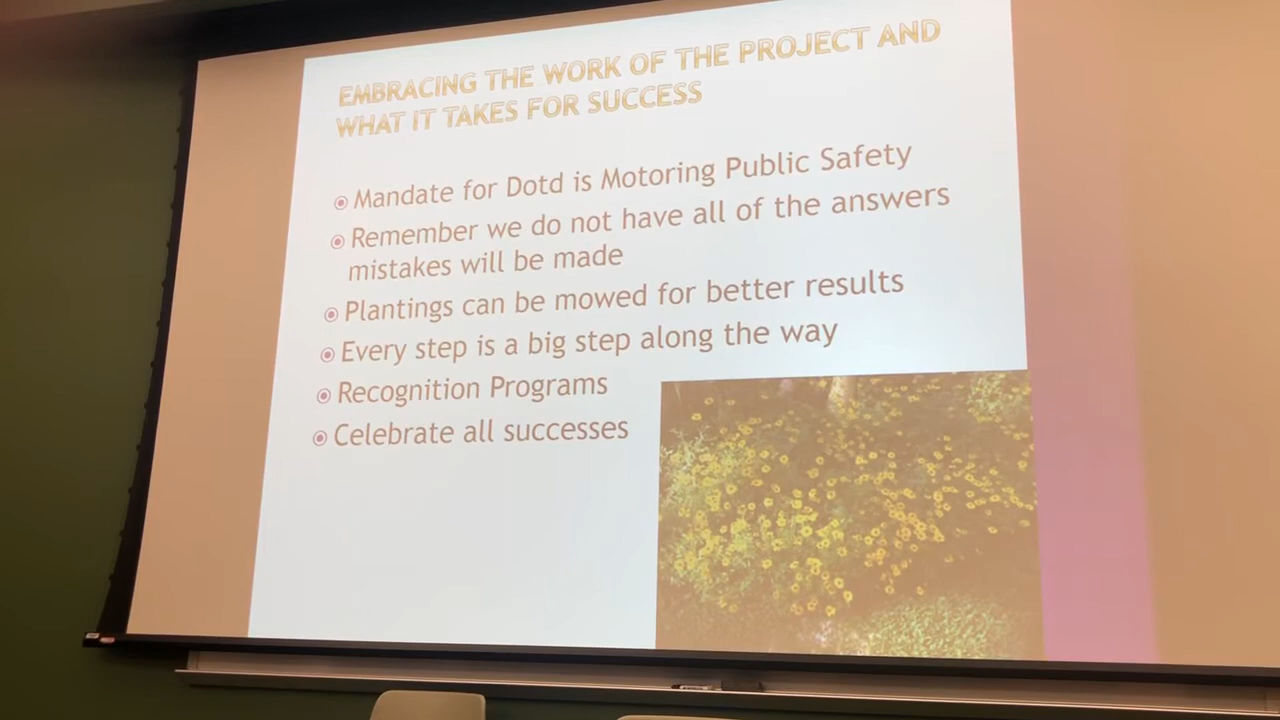 EMBRACING THE WORK OF THE PROJECT AND
WHAT IT TAKES FOR SUCCESS
Mandate for Dotd is Motoring Public Safety
Remember we do not have all of the answers
mistakes will be made
Plantings can be mowed for better results
Every step is a big step along the way
Recognition Programs
Celebrate all successes